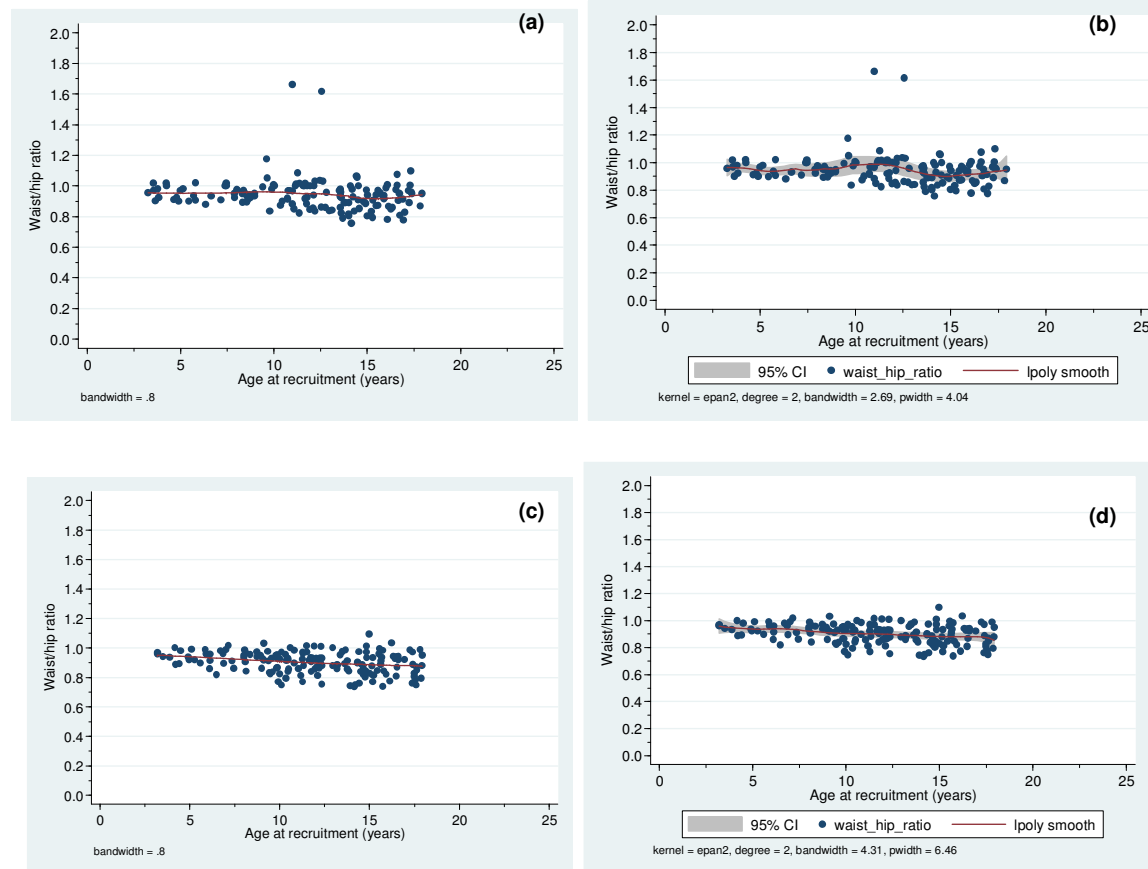 (a)
2.0
1.8
1.6
1.4
1.2
1.0
0.8
0.6
0.4
0.2
0.0
Waist/hip ratio
0 5 10 15 20 25
Age at recruitment (years)
bandwidth = .8
(b)
2.0
1.8
1.6
1.4
1.2
1.0
0.8
0.6
0.4
0.2
0.0
Waist/hip ratio
0 5 10 15 20 25
Age at recruitment (years)
95% CI waist_hip_ratio lpoly smooth
kernel = epan2, degree = 2, bandwidth = 2.69, pwidth = 4.04
(c)
2.0
1.8
1.6
1.4
1.2
1.0
0.8
0.6
0.4
0.2
0.0
Waist/hip ratio
0 5 10 15 20 25
Age at recruitment (years)
bandwidth = .8
(d)
2.0
1.8
1.6
1.4
1.2
1.0
0.8
0.6
0.4
0.2
0.0
Waist/hip ratio
0 5 10 15 20 25
Age at recruitment (years)
95% CI waist_hip_ratio lpoly smooth
kernel = epan2, degree = 2, bandwidth = 4.31, pwidth = 6.46